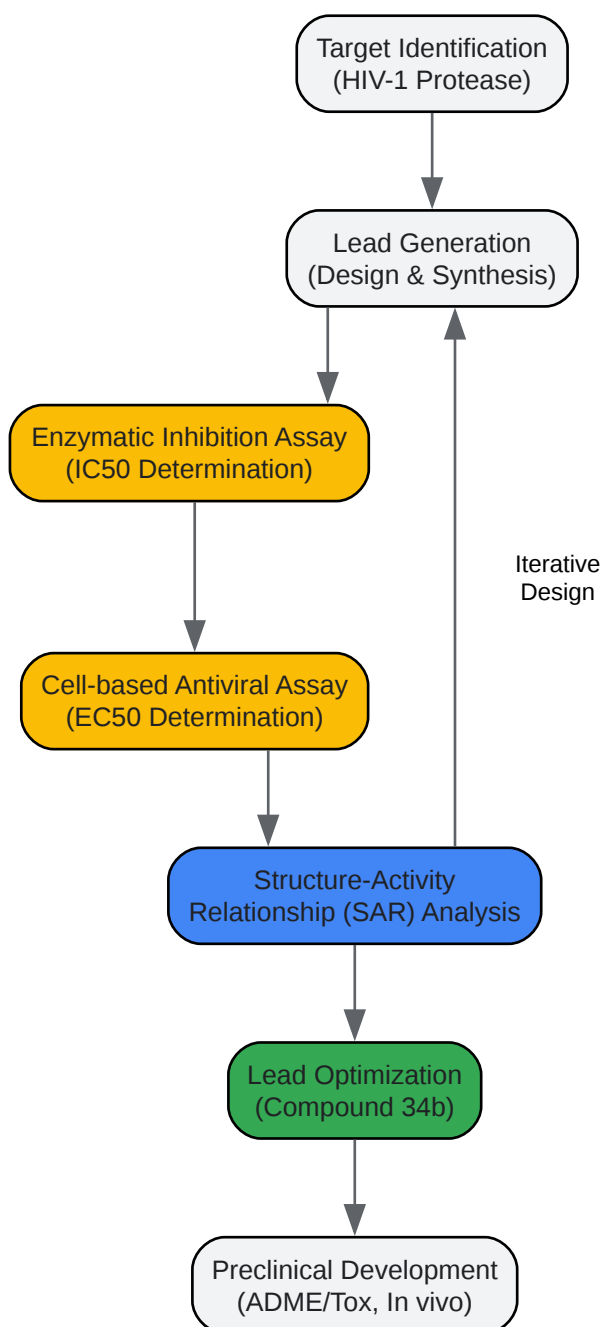 Target Identification
(HIV-1 Protease)
Lead Generation
(Design & Synthesis)
Enzymatic Inhibition Assay
(IC50 Determination)
Iterative
Design
Cell-based Antiviral Assay
(EC50 Determination)
Structure-Activity
Relationship (SAR) Analysis
Lead Optimization
(Compound 34b)
Preclinical Development
(ADME/Tox, In vivo)